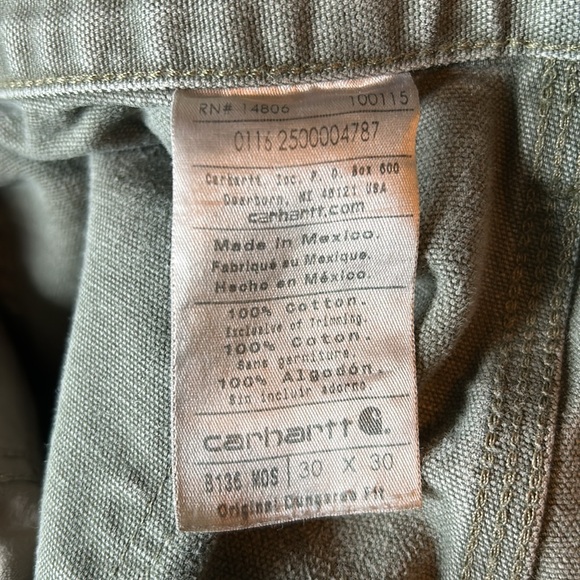 RN# 14806 100115
0116 2500004787
Carhartt, Inc. P. O. Box 600
Dearborn, MI 48121 USA
carhartt.com
Made in Mexico.
Fabriqué au Mexique.
Hecho en México.
100% Cotton.
Exclusive of Trimming.
100% Coton.
Sans garniture.
100% Algodón.
Sin incluir adorno
carhartt
B136 MOS 30 X 30
Original Dungaree Fit